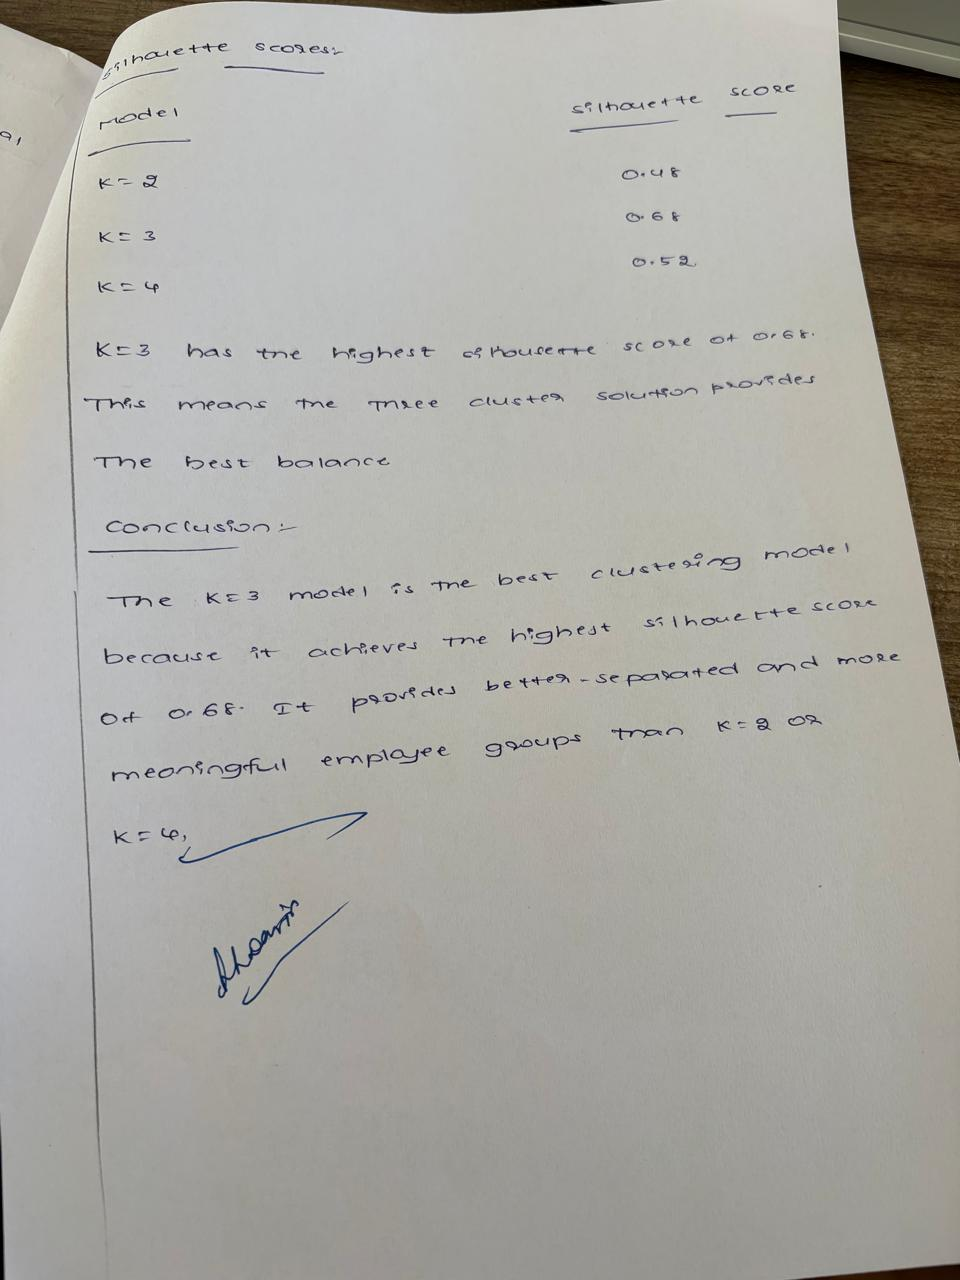 Silhouette scores:-
Model Silhouette score
K = 2 0.48
K = 3 0.68
K = 4 0.52
K=3 has the highest silhouette score of 0.68.
This means the three cluster solution provides
The best balance
Conclusion:-
The K=3 model is the best clustering model
because it achieves the highest silhouette score
of 0.68. It provides better-separated and more
meaningful employee groups than K=2 or
K=4,